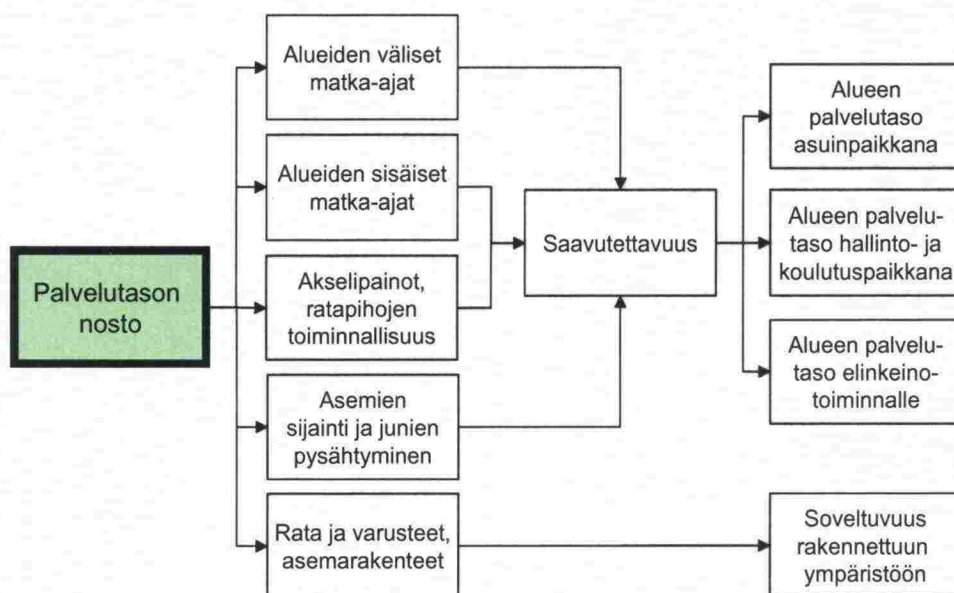 Palvelutason
nosto
Alueiden väliset
matka-ajat
Alueiden sisäiset
matka-ajat
Akselipainot,
ratapihojen
toiminnallisuus
Asemien
sijainti ja junien
pysähtyminen
Rata ja varusteet,
asemarakenteet
Saavutettavuus
Alueen
palvelutaso
asuinpaikkana
Alueen palvelu-
taso hallinto- ja
koulutuspaikkana
Alueen palvelu-
taso elinkeino-
toiminnalle
Soveltuvuus
rakennettuun
ympäristöön